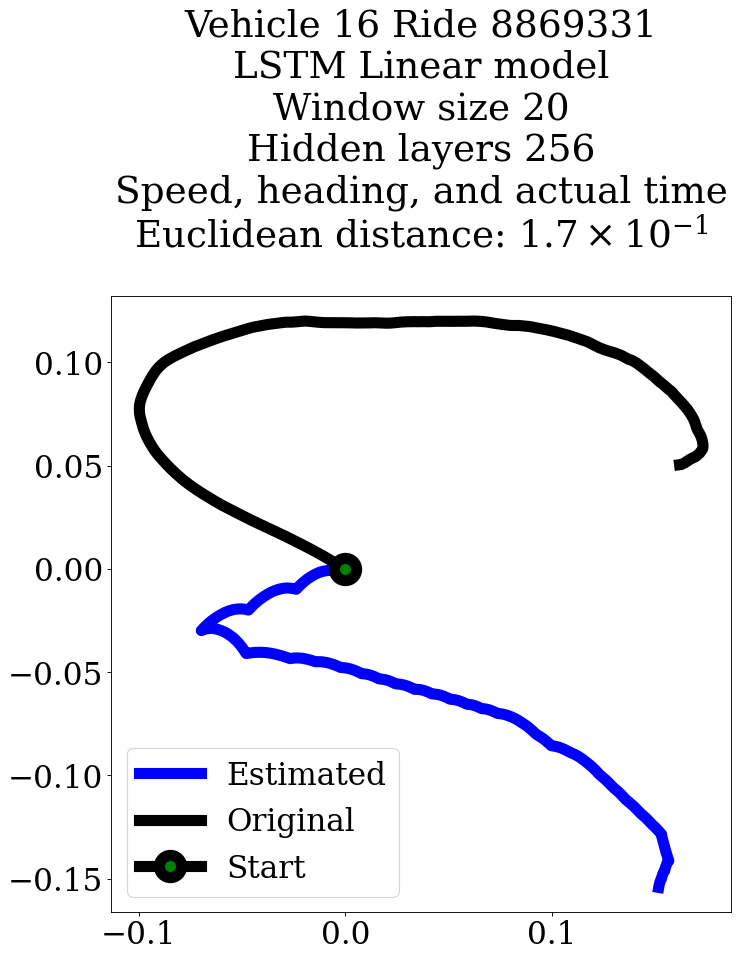 Vehicle 16 Ride 8869331
LSTM Linear model
Window size 20
Hidden layers 256
Speed, heading, and actual time
Euclidean distance: 1.7 × 10⁻¹
0.10
0.05
0.00
−0.05
−0.10
−0.15
Estimated
Original
Start
−0.1 0.0 0.1